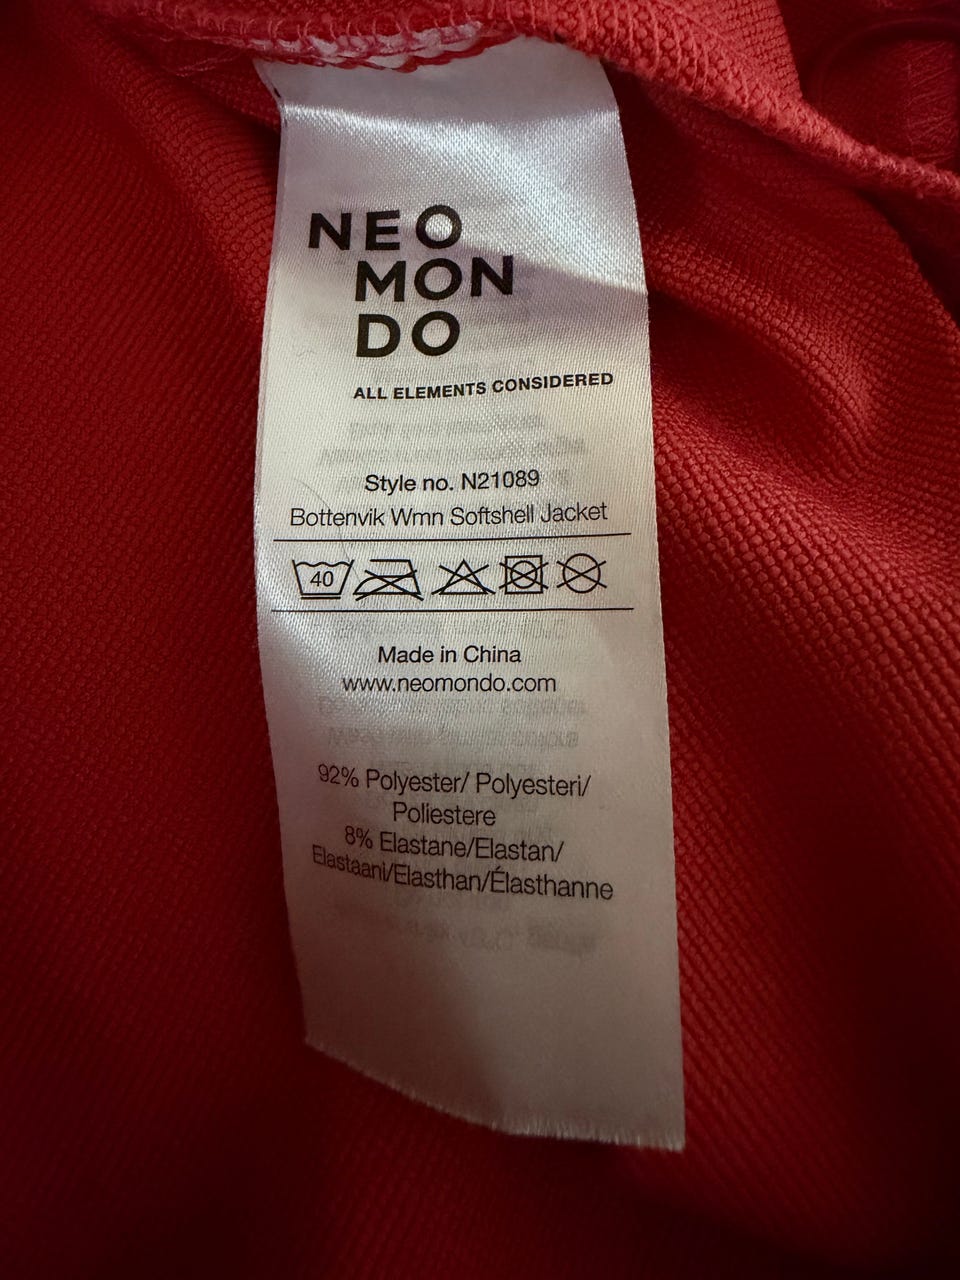 NEO
MON
DO
ALL ELEMENTS CONSIDERED
Style no. N21089
Bottenvik Wmn Softshell Jacket
40
Made in China
www.neomondo.com
92% Polyester/ Polyesteri/
Poliestere
8% Elastane/Elastan/
Elastaani/Elasthan/Élasthanne